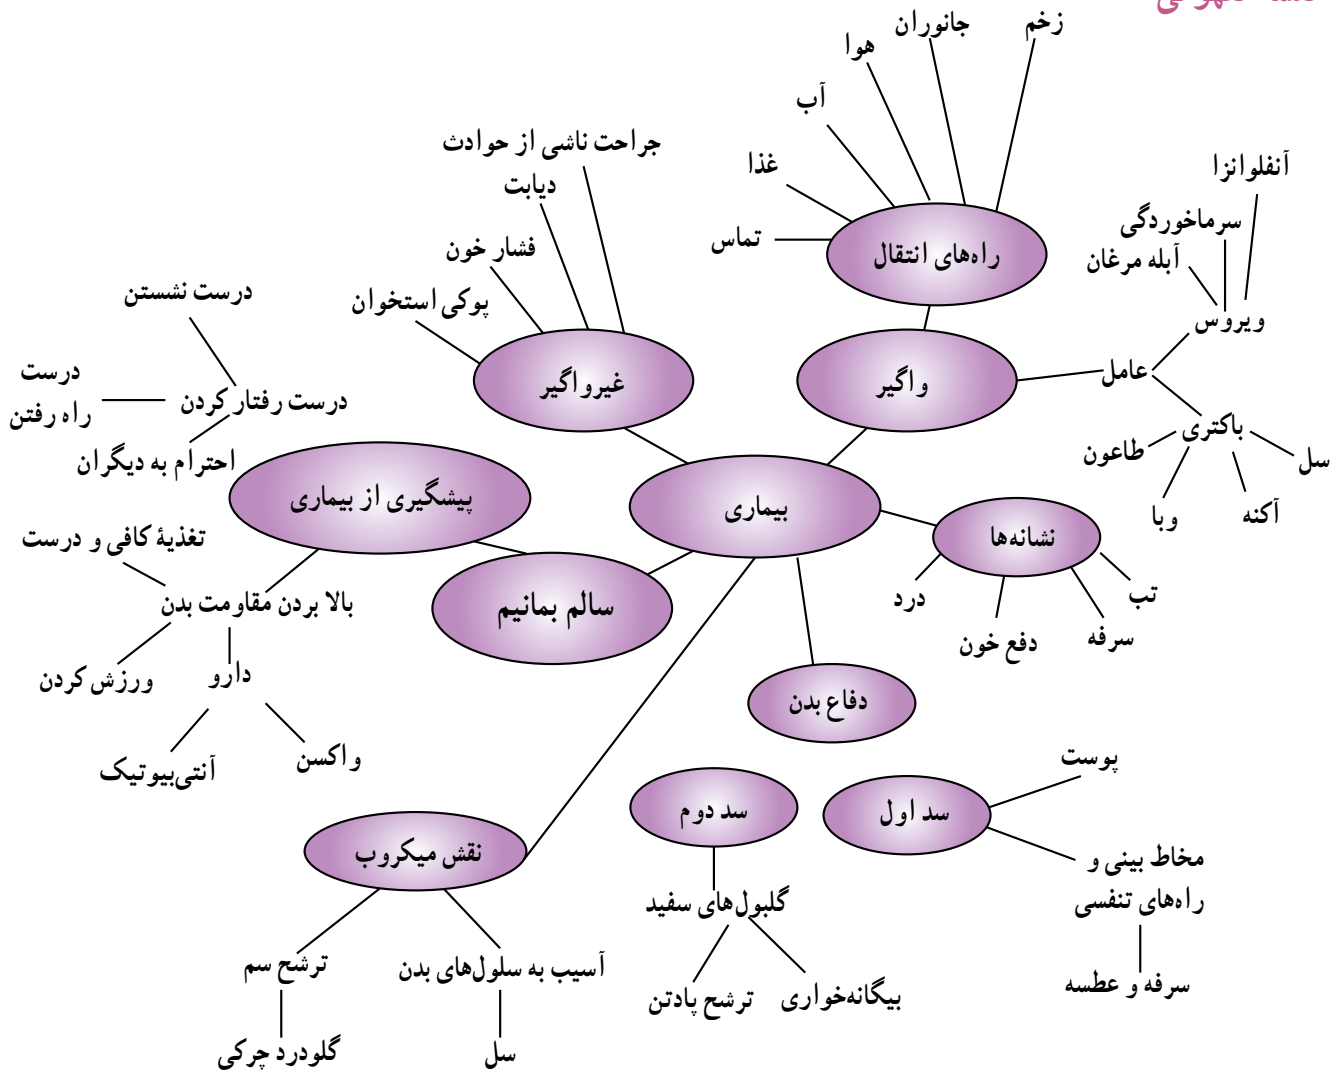 زخم
جانوران
هوا
آب
غذا
تماس
راه‌های انتقال
جراحت ناشی از حوادث
دیابت
فشار خون
پوکی استخوان
غیرواگیر
واگیر
عامل
آنفلوانزا
سرماخوردگی
آبله مرغان
ویروس
باکتری
سل
آکنه
وبا
طاعون
درست نشستن
درست
راه رفتن
درست رفتار کردن
احترام به دیگران
پیشگیری از بیماری
بیماری
نشانه‌ها
تب
سرفه
دفع خون
درد
سالم بمانیم
تغذیهٔ کافی و درست
بالا بردن مقاومت بدن
ورزش کردن
دارو
واکسن
آنتی‌بیوتیک
دفاع بدن
سد اول
پوست
مخاط بینی و
راه‌های تنفسی
سرفه و عطسه
سد دوم
گلبول‌های سفید
بیگانه‌خواری
ترشح پادتن
نقش میکروب
آسیب به سلول‌های بدن
سل
ترشح سم
گلودرد چرکی